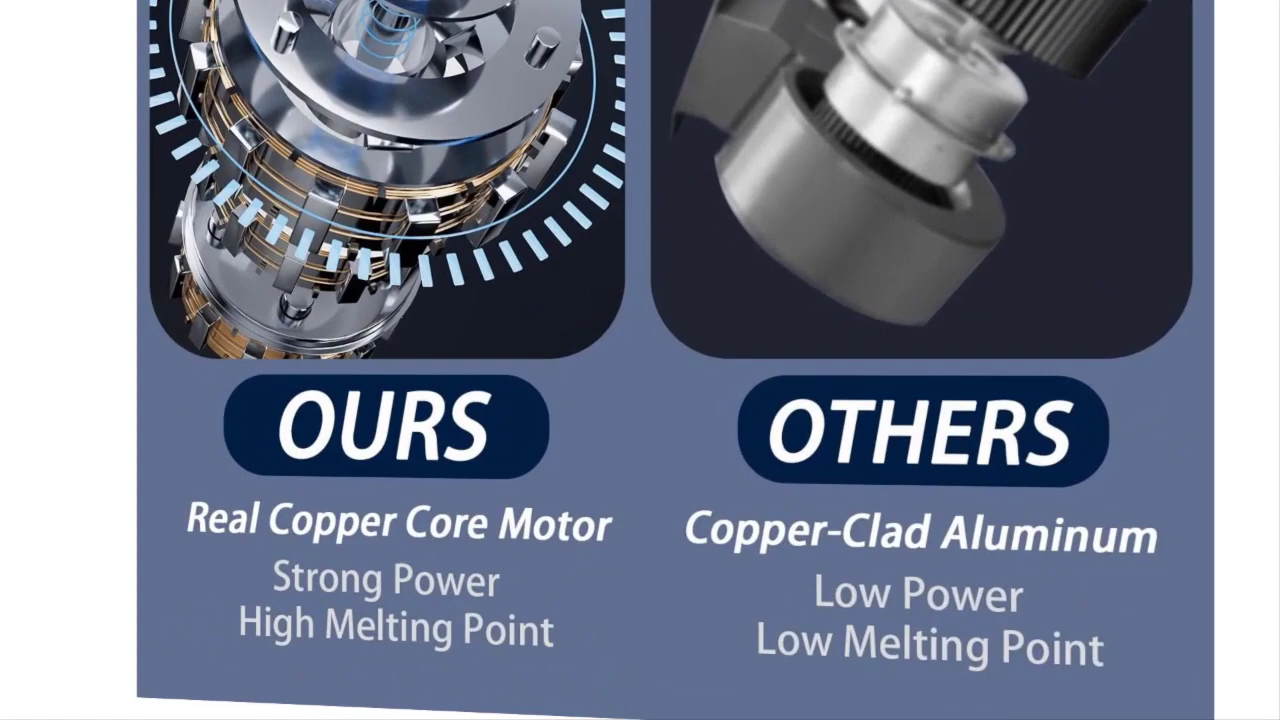 OURS
OTHERS
Real Copper Core Motor
Copper-Clad Aluminum
Strong Power
Low Power
High Melting Point
Low Melting Point